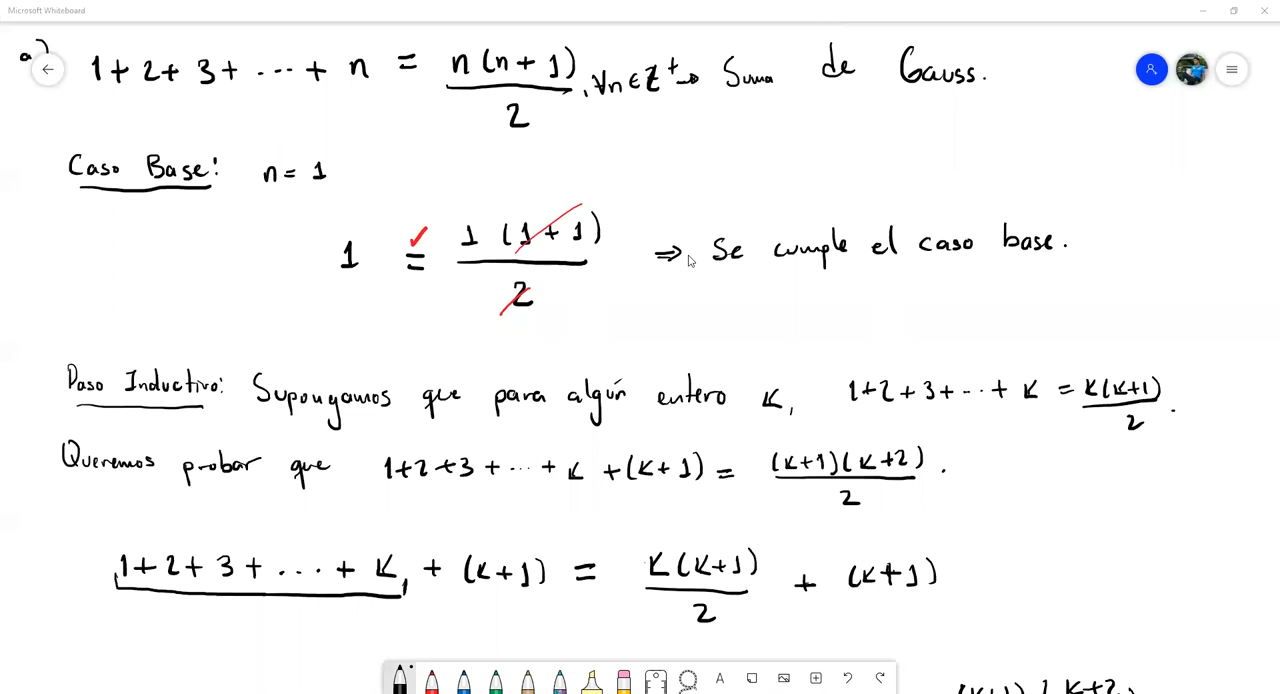 Microsoft Whiteboard
a) 1+2+3+ ... + n = n(n+1)/2, ∀n∈Z⁺→ Suma de Gauss.
Caso Base: n = 1
1 = 1 (1+1)/2 ⇒ Se cumple el caso base.
Paso Inductivo: Supongamos que para algún entero K, 1+2+3+...+ K = K(K+1)/2.
Queremos probar que 1+2+3+...+ K +(K+1) = (K+1)(K+2)/2.
1+2+3+ ... + K + (K+1) = K(K+1)/2 + (K+1)